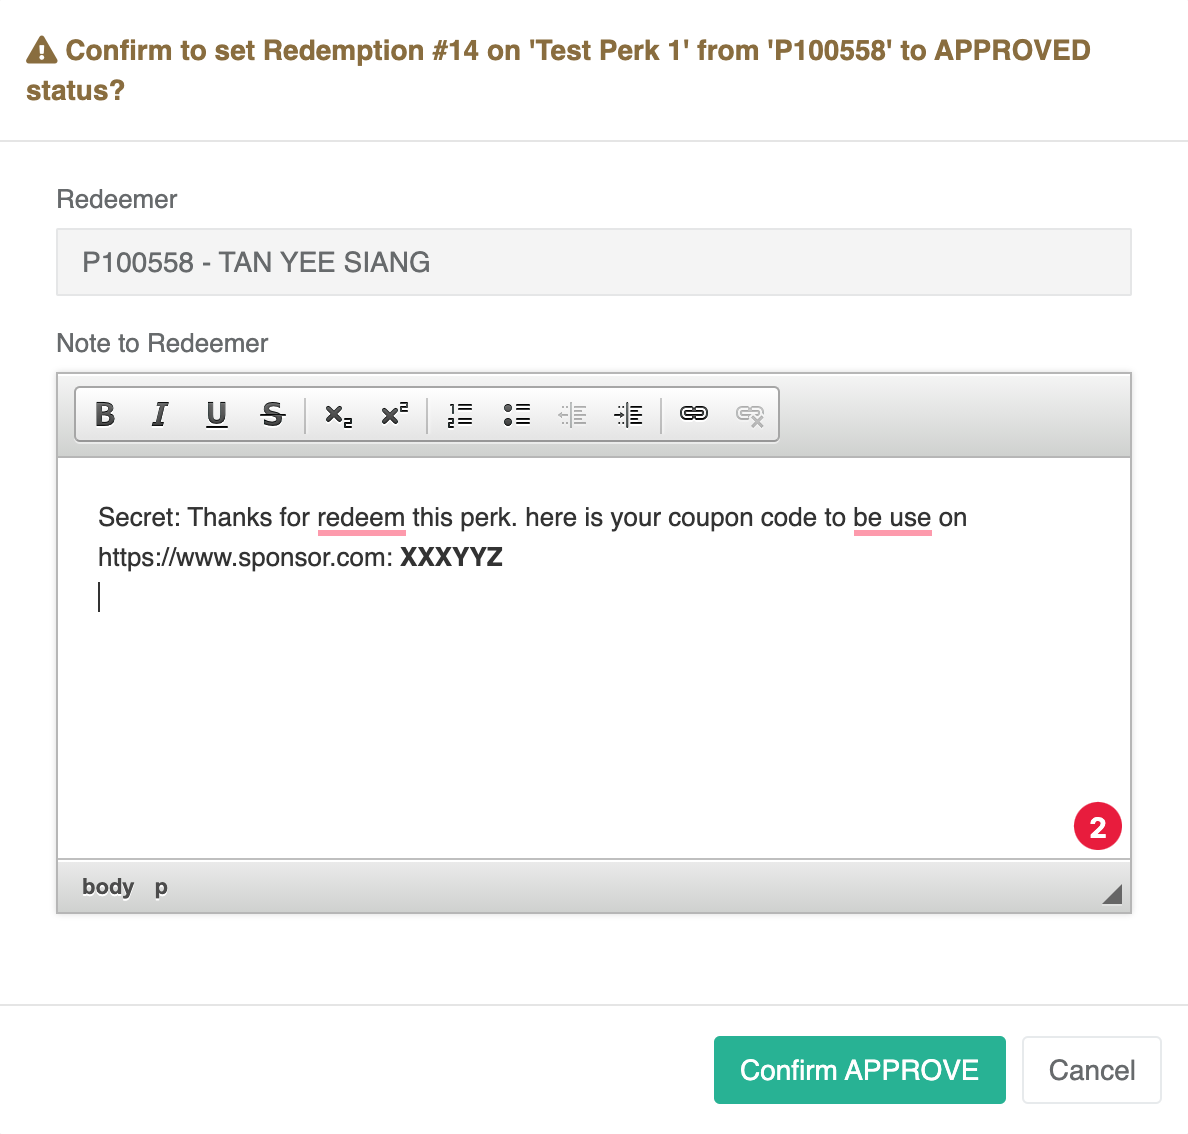 Confirm to set Redemption #14 on 'Test Perk 1' from 'P100558' to APPROVED
status?
Redeemer
P100558 - TAN YEE SIANG
Note to Redeemer
B I U S x₂ x²
Secret: Thanks for redeem this perk. here is your coupon code to be use on
https://www.sponsor.com: XXXYYZ
2
body p
Confirm APPROVE Cancel